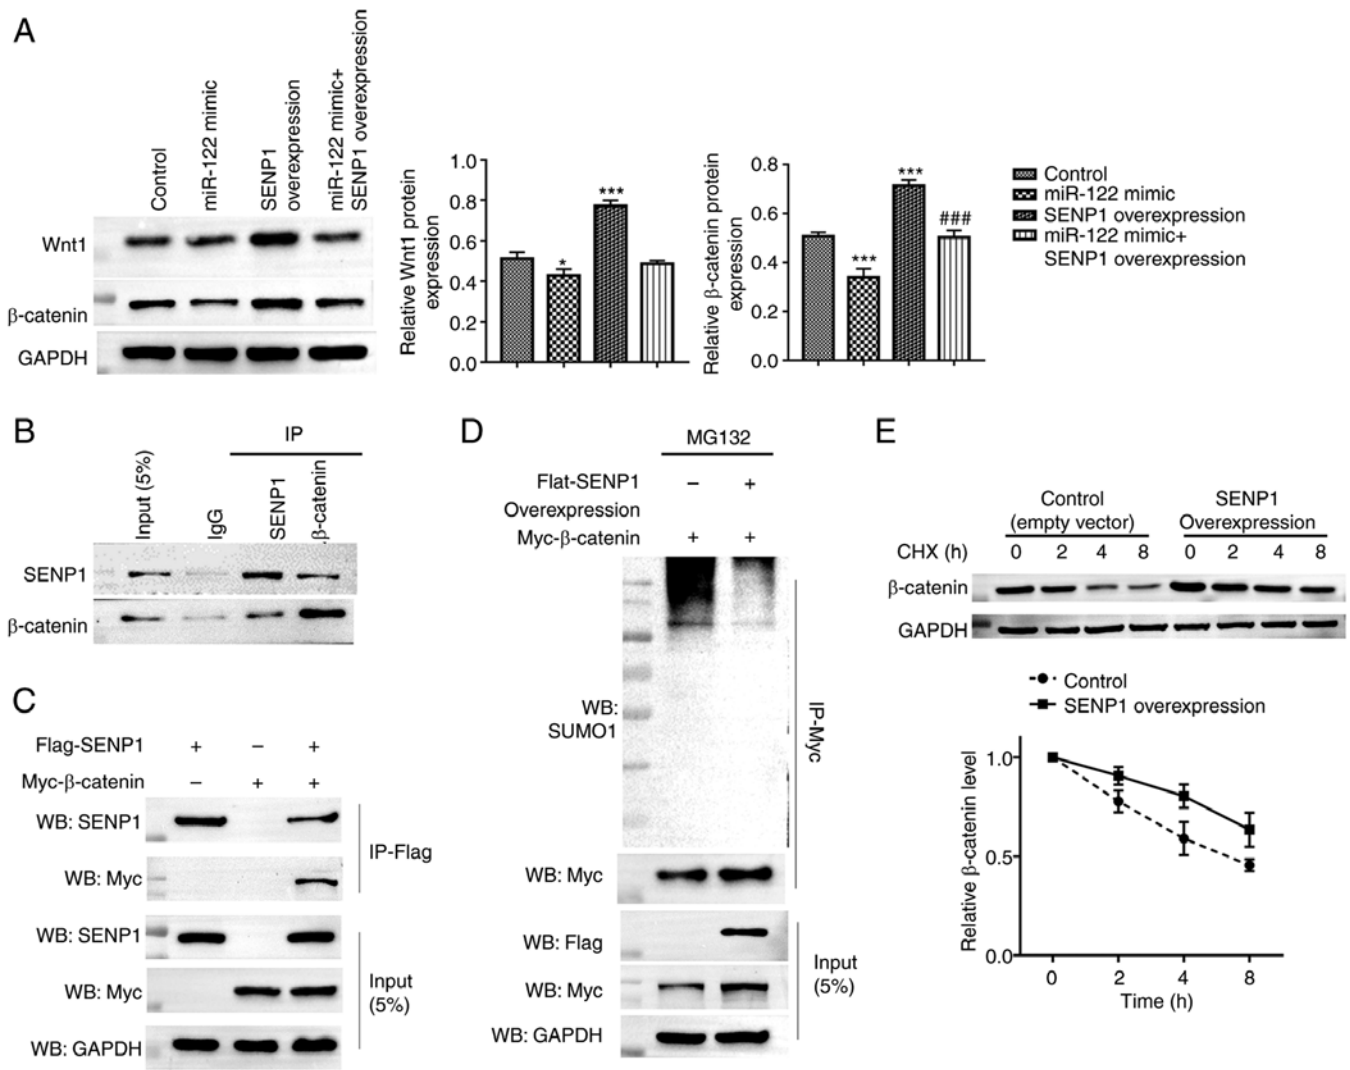 A
Control
miR-122 mimic
SENP1
overexpression
miR-122 mimic+
SENP1 overexpression
Wnt1
β-catenin
GAPDH
Relative Wnt1 protein
expression
1.0
0.8
0.6
0.4
0.2
0.0
*
***
Relative β-catenin protein
expression
0.8
0.6
0.4
0.2
0.0
***
***
###
Control
miR-122 mimic
SENP1 overexpression
miR-122 mimic+
SENP1 overexpression
B
IP
Input (5%)
IgG
SENP1
β-catenin
SENP1
β-catenin
C
Flag-SENP1 + − +
Myc-β-catenin − + +
WB: SENP1
WB: Myc
IP-Flag
WB: SENP1
WB: Myc
WB: GAPDH
Input
(5%)
D
MG132
Flat-SENP1 − +
Overexpression
Myc-β-catenin + +
WB:
SUMO1
WB: Myc
IP-Myc
WB: Flag
WB: Myc
WB: GAPDH
Input
(5%)
E
Control
(empty vector)
SENP1
Overexpression
CHX (h) 0 2 4 8 0 2 4 8
β-catenin
GAPDH
Control
SENP1 overexpression
Relative β-catenin level
1.0
0.5
0.0
0 2 4 8
Time (h)